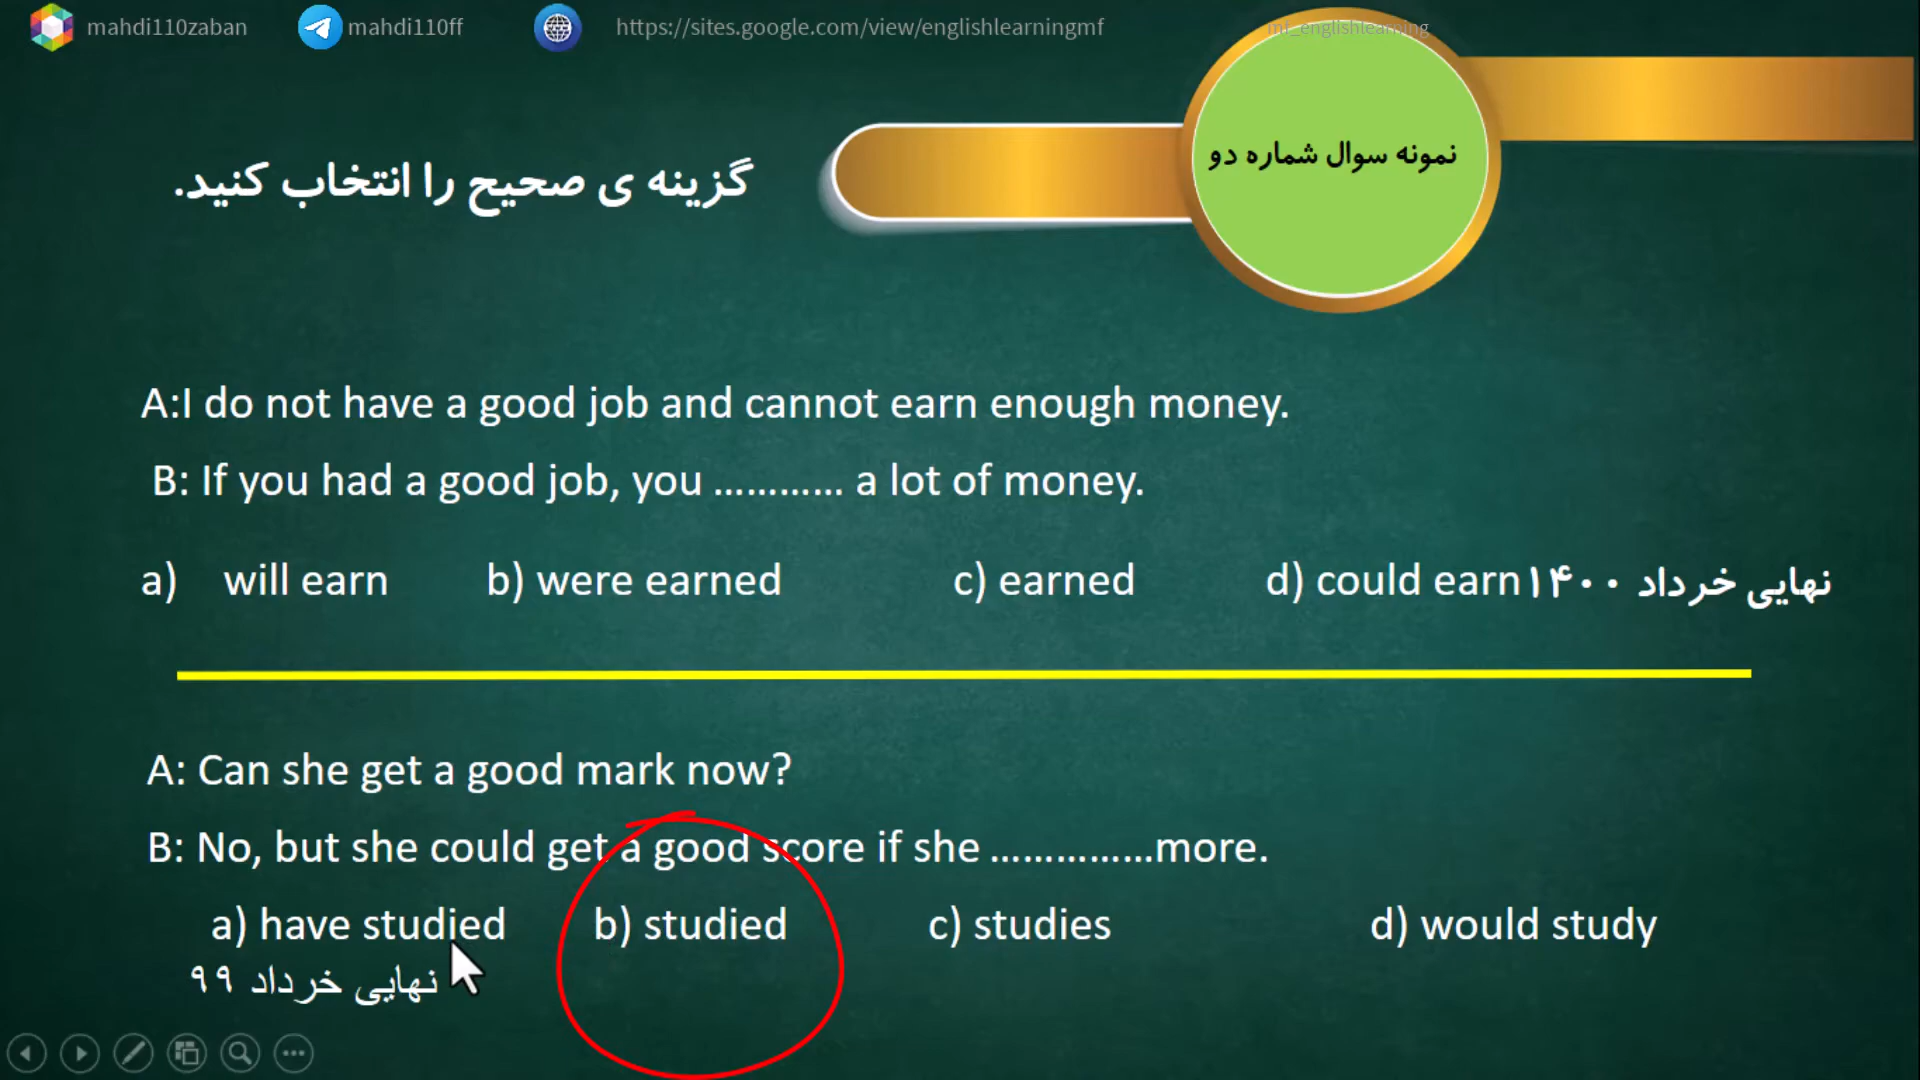 mahdi110zaban mahdi110ff https://sites.google.com/view/englishlearningmf mf_englishlearning
نمونه سوال شماره دو
گزینه ی صحیح را انتخاب کنید.
A:I do not have a good job and cannot earn enough money.
B: If you had a good job, you ............ a lot of money.
a) will earn b) were earned c) earned d) could earn نهایی خرداد ۱۴۰۰
A: Can she get a good mark now?
B: No, but she could get a good score if she ...............more.
a) have studied b) studied c) studies d) would study
نهایی خرداد ۹۹